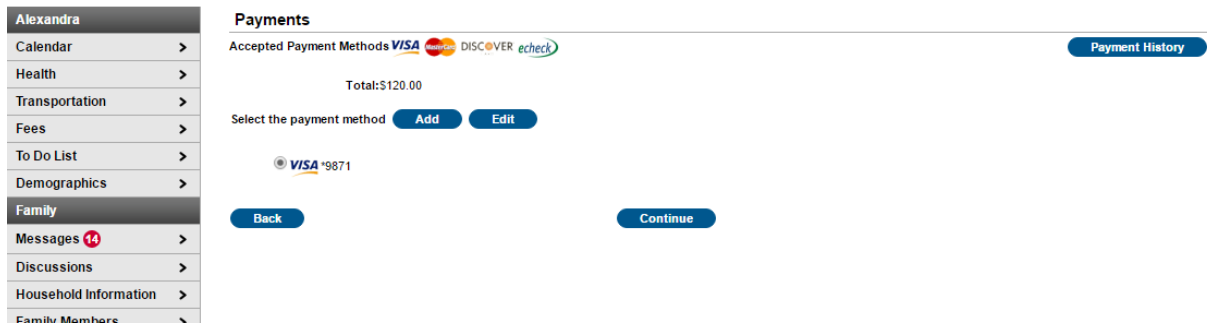 Alexandra
Calendar
Health
Transportation
Fees
To Do List
Demographics
Family
Messages 14
Discussions
Household Information
Family Members
Payments
Accepted Payment Methods VISA MasterCard DISCOVER echeck
Payment History
Total:$120.00
Select the payment method Add Edit
VISA *9871
Back Continue